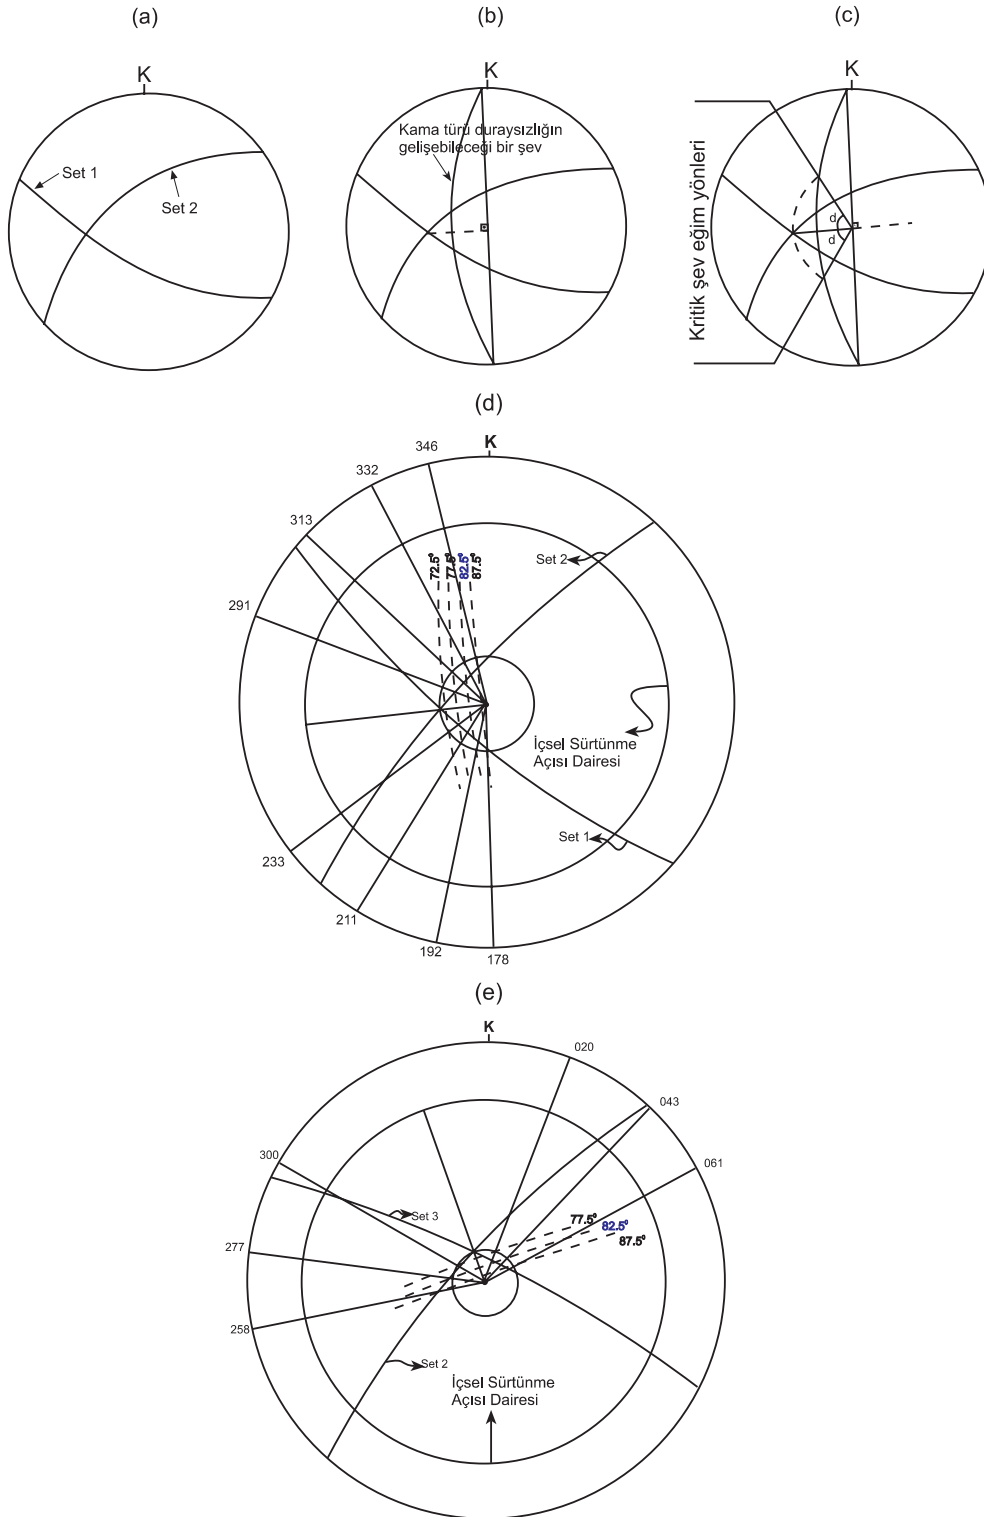 (a)
(b)
(c)
K
Set 1
Set 2
K
Kama türü duraysızlığın
gelişebileceği bir şev
K
Kritik şev eğim yönleri
d
d
(d)
K
346
332
313
291
72.5°
77.5°
82.5°
87.5°
Set 2
İçsel Sürtünme
Açısı Dairesi
Set 1
233
211
192
178
(e)
K
020
043
061
300
277
258
Set 3
77.5°
82.5°
87.5°
Set 2
İçsel Sürtünme
Açısı Dairesi